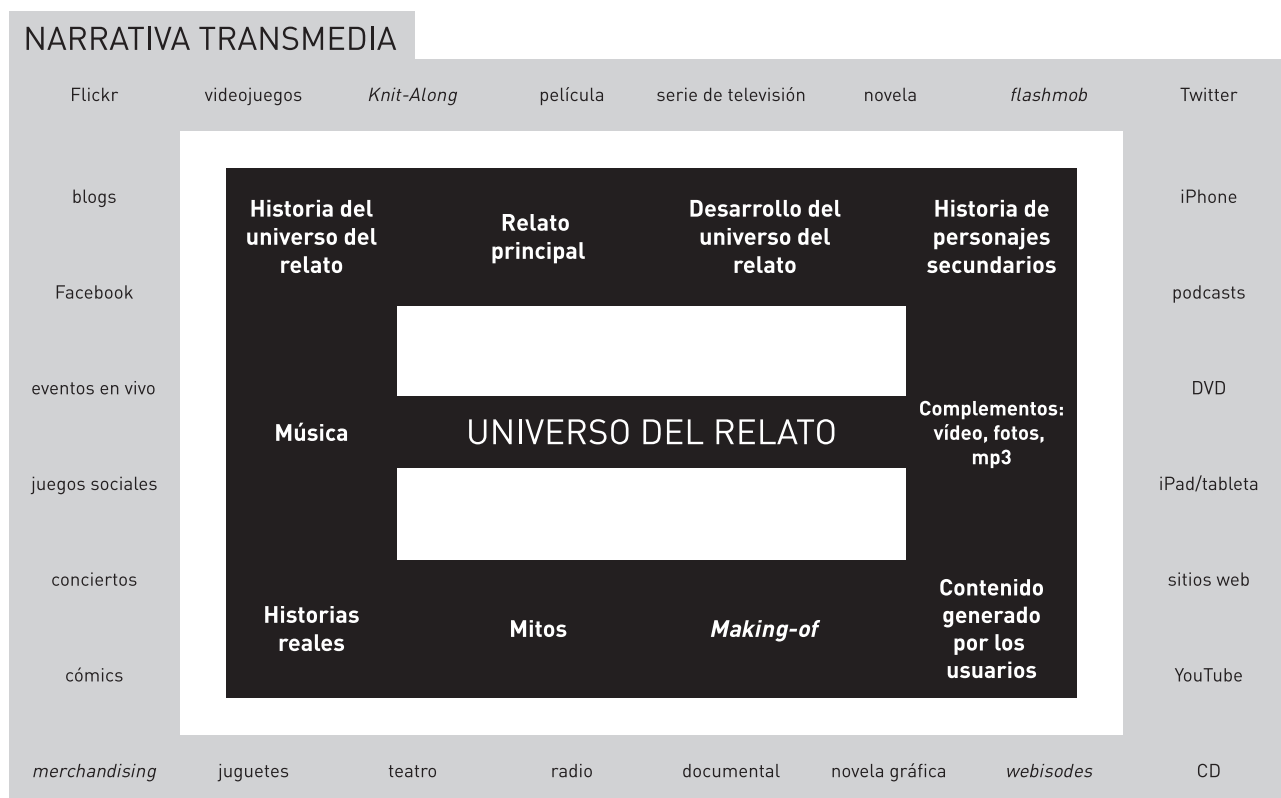 NARRATIVA TRANSMEDIA
Flickr videojuegos Knit-Along película serie de televisión novela flashmob Twitter
blogs
Facebook
eventos en vivo
juegos sociales
conciertos
cómics
Historia del
universo del
relato
Relato
principal
Desarrollo del
universo del
relato
Historia de
personajes
secundarios
Música
UNIVERSO DEL RELATO
Complementos:
vídeo, fotos,
mp3
Historias
reales
Mitos
Making-of
Contenido
generado
por los
usuarios
iPhone
podcasts
DVD
iPad/tableta
sitios web
YouTube
merchandising juguetes teatro radio documental novela gráfica webisodes CD